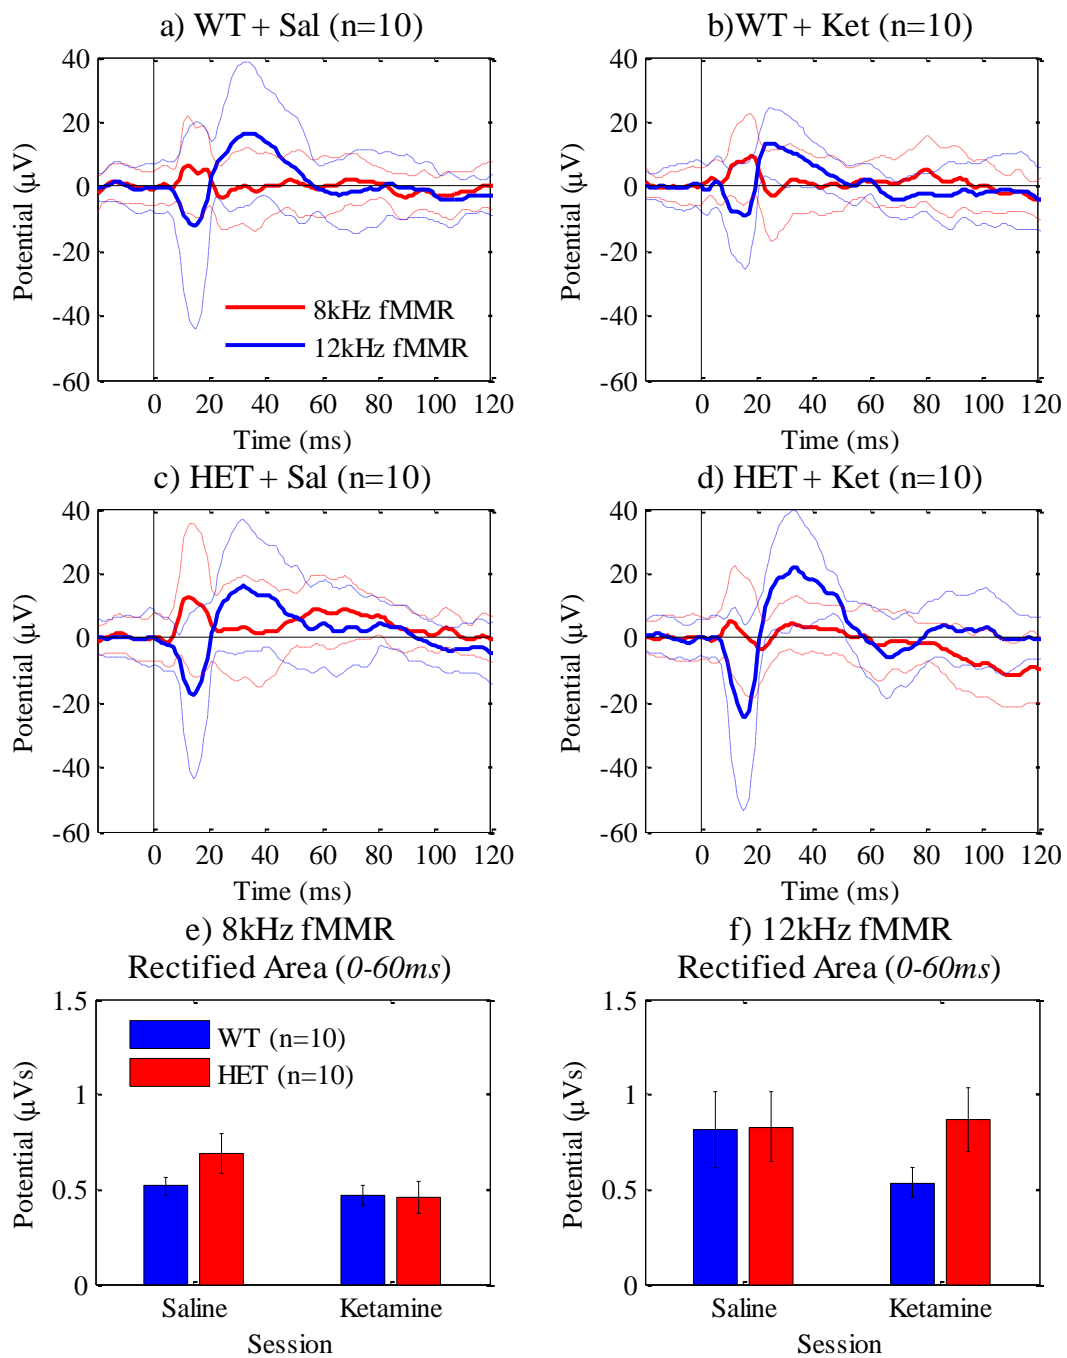 a) WT + Sal (n=10)
40
20
0
-20
-40
-60
Potential (µV)
8kHz fMMR
12kHz fMMR
0 20 40 60 80 100 120
Time (ms)
b)WT + Ket (n=10)
40
20
0
-20
-40
-60
Potential (µV)
0 20 40 60 80 100 120
Time (ms)
c) HET + Sal (n=10)
40
20
0
-20
-40
-60
Potential (µV)
0 20 40 60 80 100 120
Time (ms)
d) HET + Ket (n=10)
40
20
0
-20
-40
-60
Potential (µV)
0 20 40 60 80 100 120
Time (ms)
e) 8kHz fMMR
Rectified Area (0-60ms)
1.5
1
0.5
0
Potential (µVs)
WT (n=10)
HET (n=10)
Saline Ketamine
Session
f) 12kHz fMMR
Rectified Area (0-60ms)
1.5
1
0.5
0
Potential (µVs)
Saline Ketamine
Session